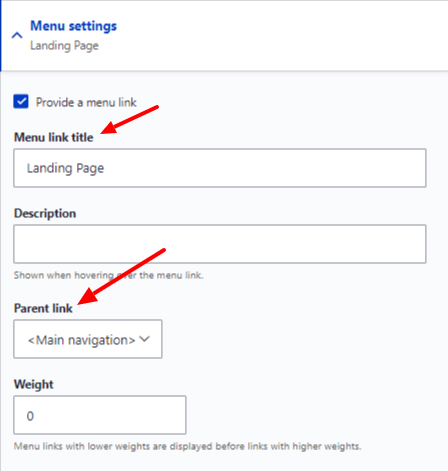 Menu settings
Landing Page
Provide a menu link
Menu link title
Landing Page
Description
Shown when hovering over the menu link.
Parent link
<Main navigation>
Weight
0
Menu links with lower weights are displayed before links with higher weights.